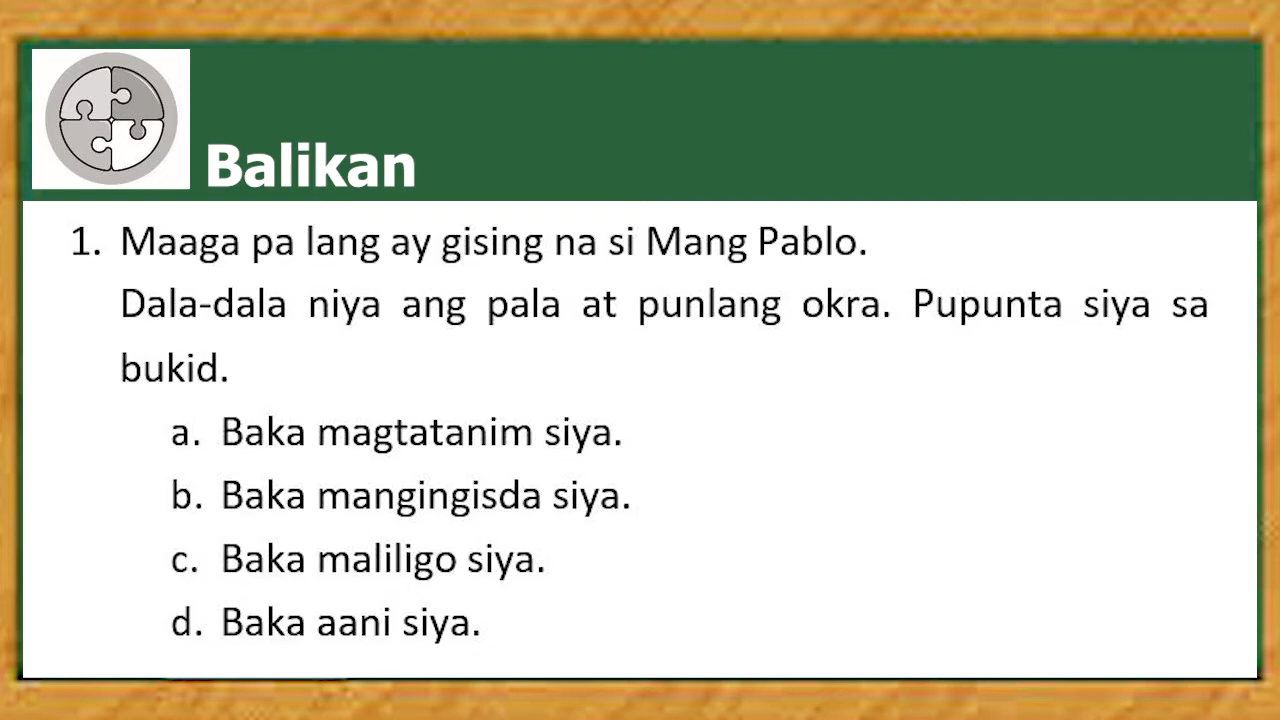 Balikan
1. Maaga pa lang ay gising na si Mang Pablo.
Dala-dala niya ang pala at punlang okra. Pupunta siya sa
bukid.
a. Baka magtatanim siya.
b. Baka mangingisda siya.
c. Baka maliligo siya.
d. Baka aani siya.